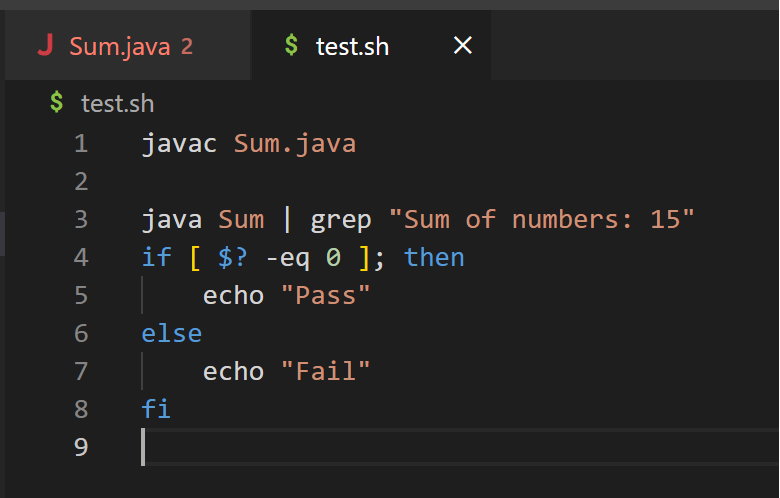 Sum.java 2 test.sh ×
$ test.sh
1 javac Sum.java
2
3 java Sum | grep "Sum of numbers: 15"
4 if [ $? -eq 0 ]; then
5     echo "Pass"
6 else
7     echo "Fail"
8 fi
9